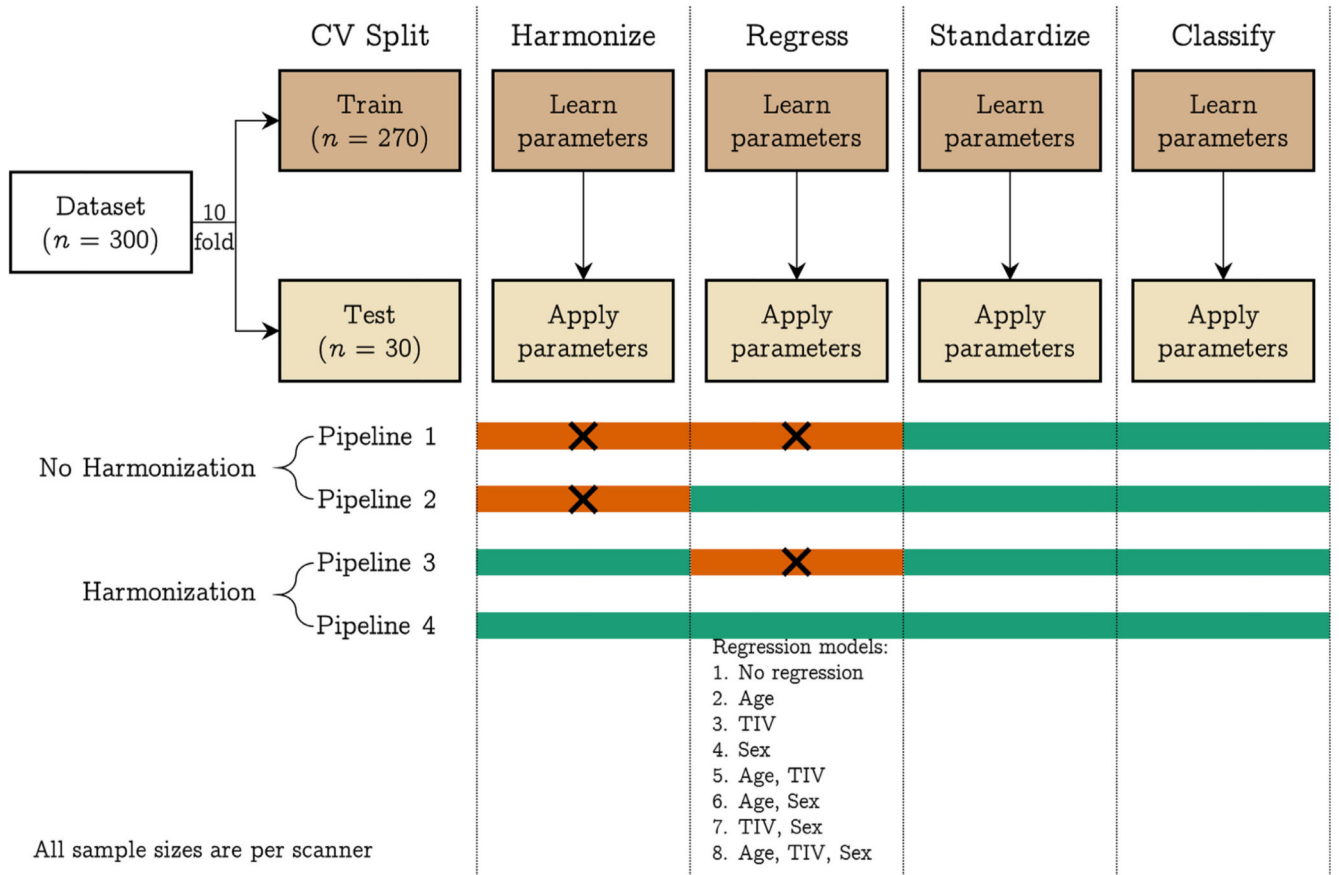 CV Split
Harmonize
Regress
Standardize
Classify
Train
(n = 270)
Learn
parameters
Learn
parameters
Learn
parameters
Learn
parameters
Dataset
(n = 300)
10
fold
Test
(n = 30)
Apply
parameters
Apply
parameters
Apply
parameters
Apply
parameters
No Harmonization
Pipeline 1
Pipeline 2
Harmonization
Pipeline 3
Pipeline 4
Regression models:
1. No regression
2. Age
3. TIV
4. Sex
5. Age, TIV
6. Age, Sex
7. TIV, Sex
8. Age, TIV, Sex
All sample sizes are per scanner